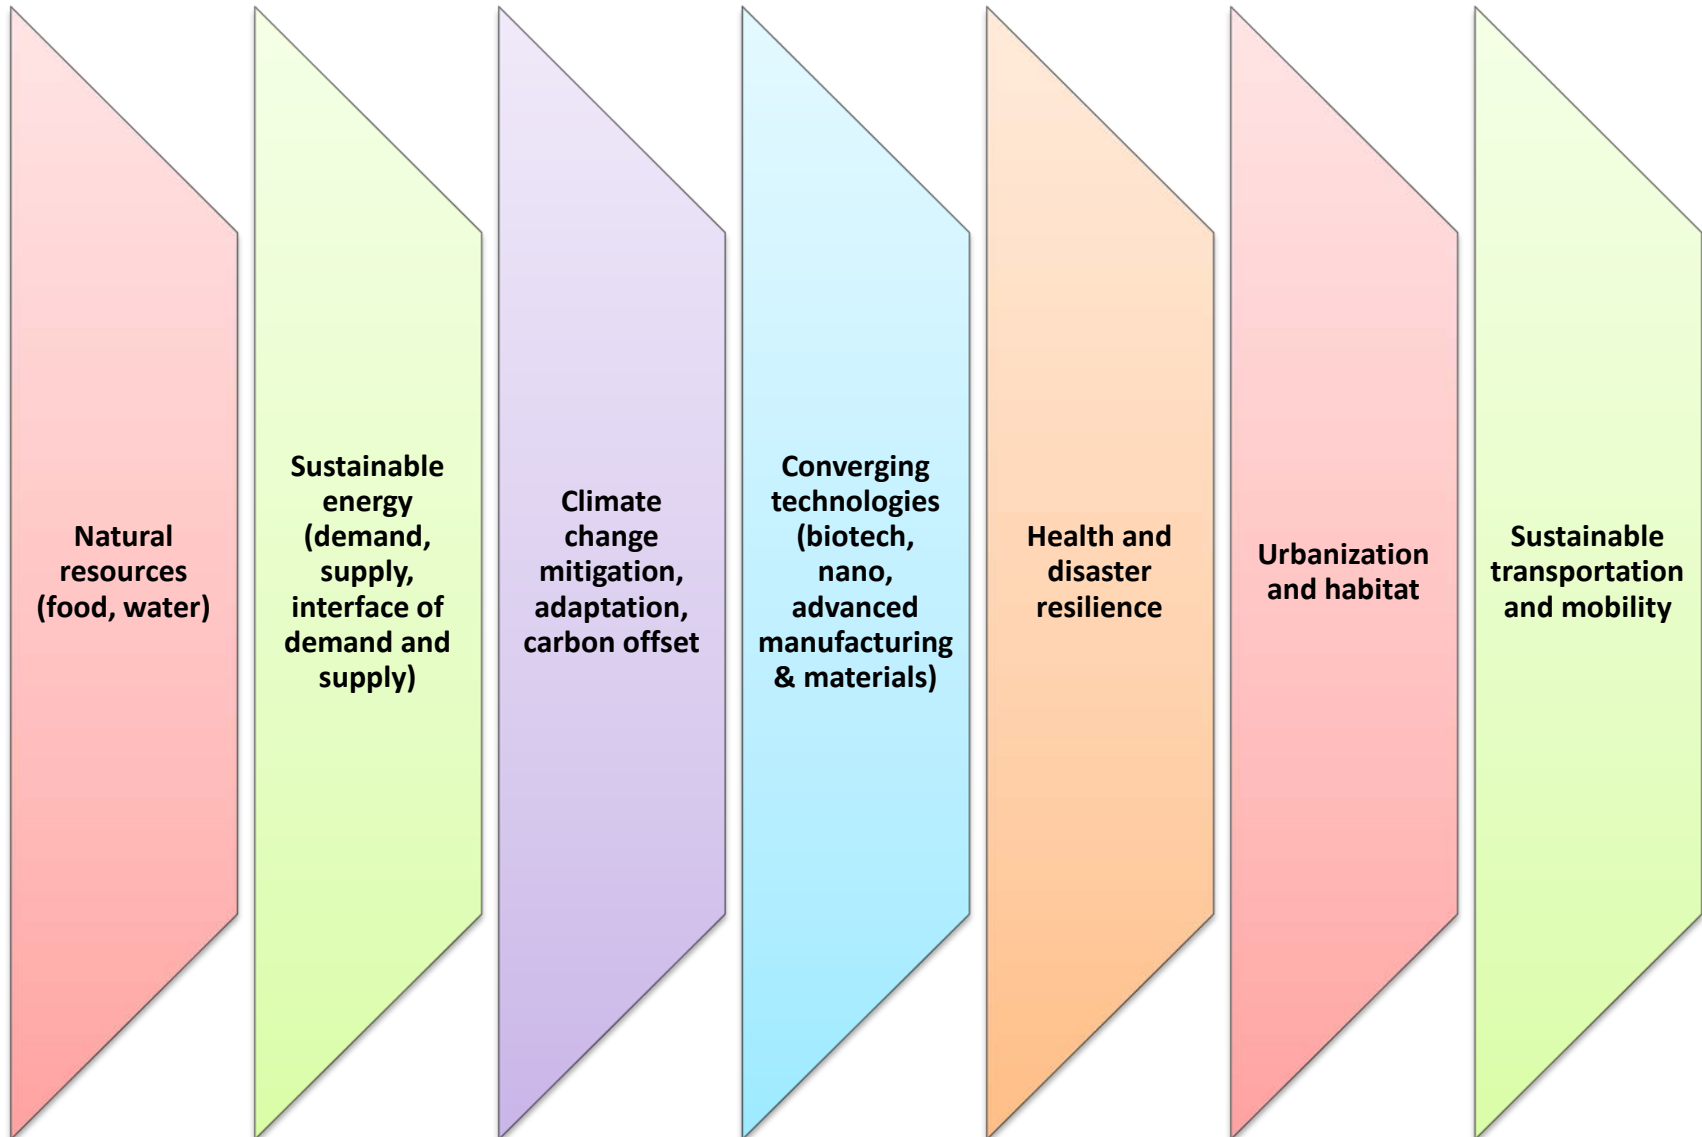 Natural
resources
(food, water)
Sustainable
energy
(demand,
supply,
interface of
demand and
supply)
Climate
change
mitigation,
adaptation,
carbon offset
Converging
technologies
(biotech,
nano,
advanced
manufacturing
& materials)
Health and
disaster
resilience
Urbanization
and habitat
Sustainable
transportation
and mobility